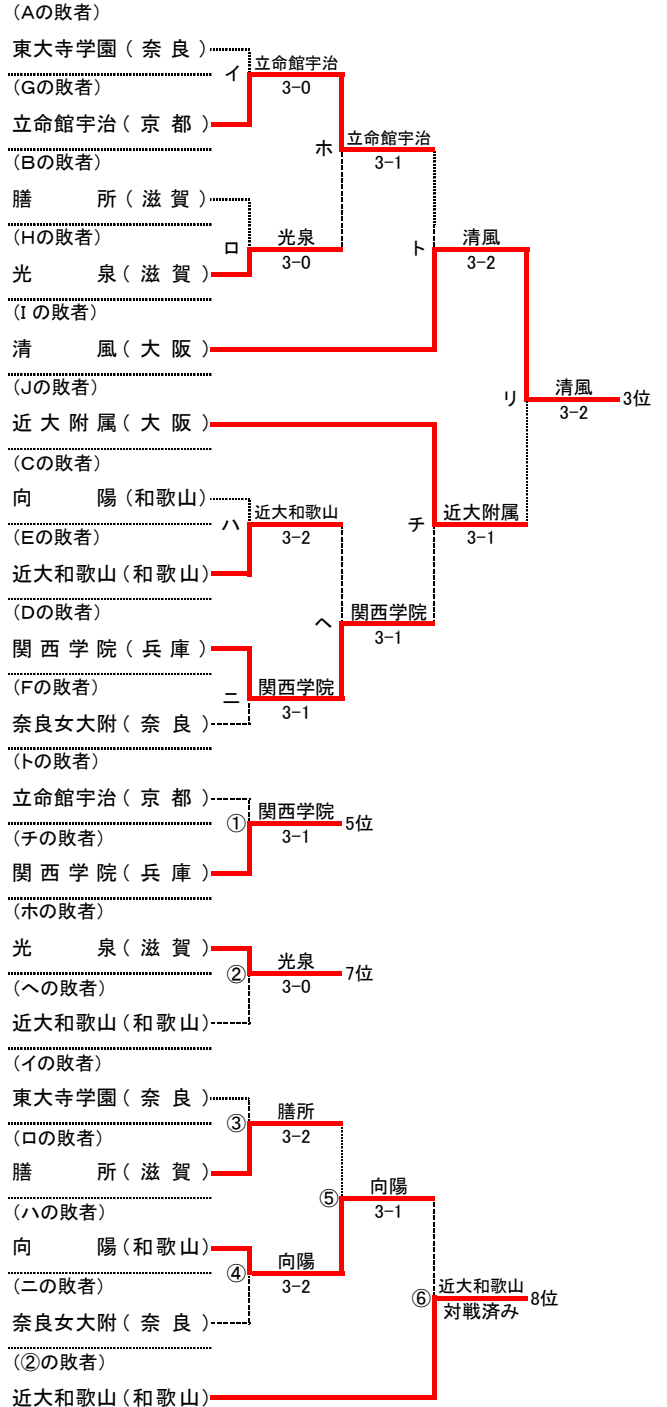 (Aの敗者)
東大寺学園( 奈 良 )
イ
立命館宇治
3-0
(Gの敗者)
立命館宇治( 京 都 )
ホ
立命館宇治
3-1
(Bの敗者)
膳 所( 滋 賀 )
ロ
光泉
3-0
(Hの敗者)
光 泉( 滋 賀 )
ト
清風
3-2
(I の敗者)
清 風( 大 阪 )
リ
清風
3-2
3位
(Jの敗者)
近 大 附 属( 大 阪 )
(Cの敗者)
向 陽(和歌山)
ハ
近大和歌山
3-2
チ
近大附属
3-1
(Eの敗者)
近大和歌山(和歌山)
(Dの敗者)
関 西 学 院( 兵 庫 )
ヘ
関西学院
3-1
(Fの敗者)
ニ
関西学院
3-1
奈良女大附( 奈 良 )
(トの敗者)
立命館宇治( 京 都 )
①
関西学院
3-1
5位
(チの敗者)
関 西 学 院( 兵 庫 )
(ホの敗者)
光 泉( 滋 賀 )
②
光泉
3-0
7位
(ヘの敗者)
近大和歌山(和歌山)
(イの敗者)
東大寺学園( 奈 良 )
③
膳所
3-2
(ロの敗者)
膳 所( 滋 賀 )
⑤
向陽
3-1
(ハの敗者)
向 陽(和歌山)
④
向陽
3-2
(ニの敗者)
奈良女大附( 奈 良 )
⑥
近大和歌山
対戦済み
8位
(②の敗者)
近大和歌山(和歌山)